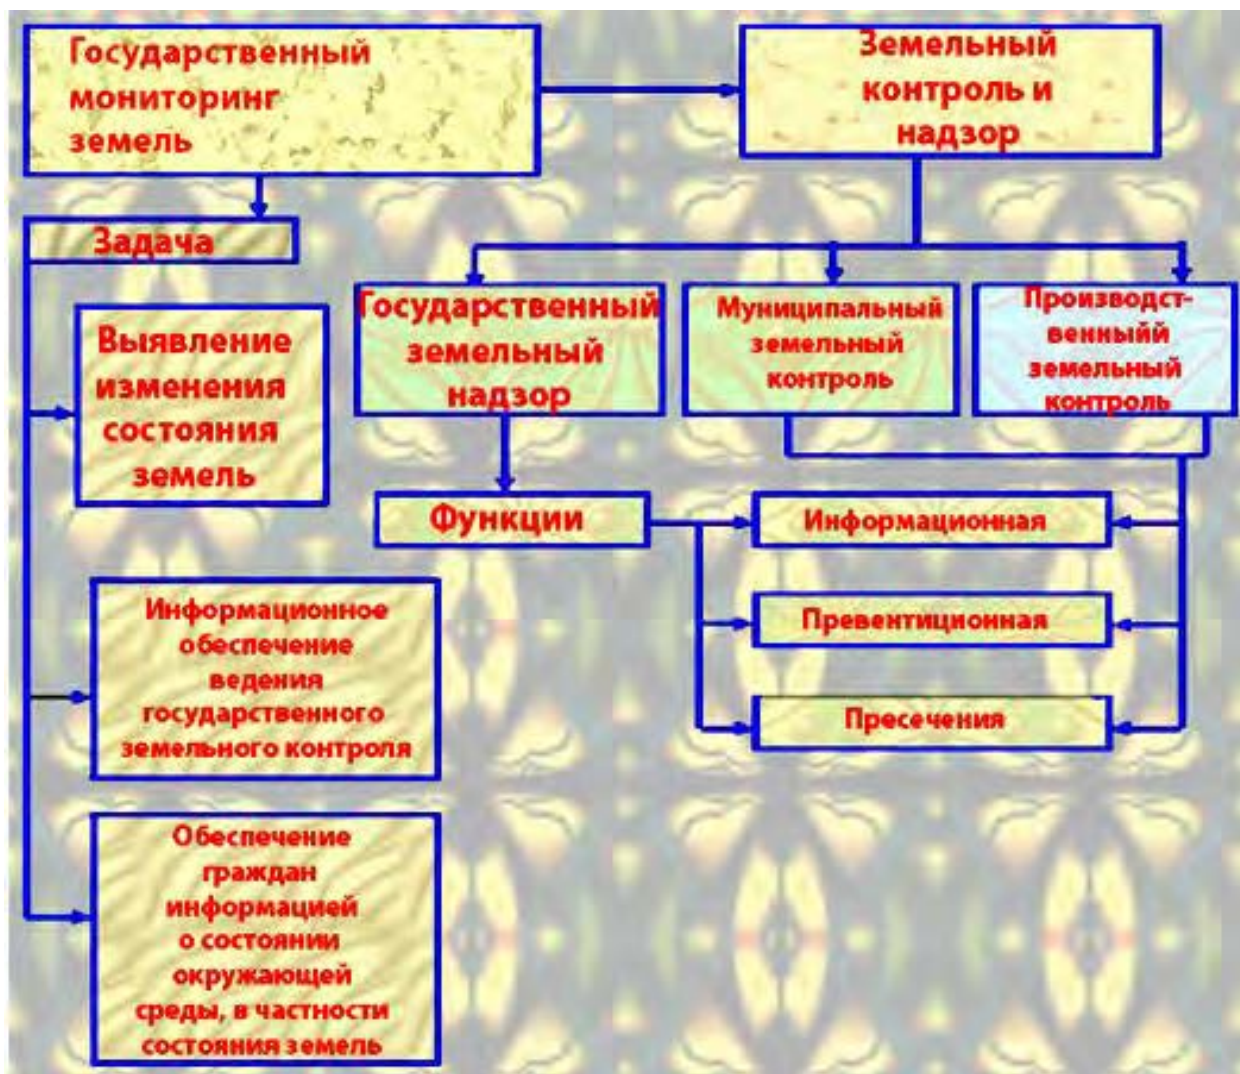 Государственный
мониторинг
земель
Земельный
контроль и
надзор
Задача
Выявление
изменения
состояния
земель
Информационное
обеспечение
ведения
государственного
земельного контроля
Обеспечение
граждан
информацией
о состоянии
окружающей
среды, в частности
состояния земель
Государственный
земельный
надзор
Муниципальный
земельный
контроль
Производст-
венныйй
земельный
контроль
Функции
Информационная
Превентиционная
Пресечения